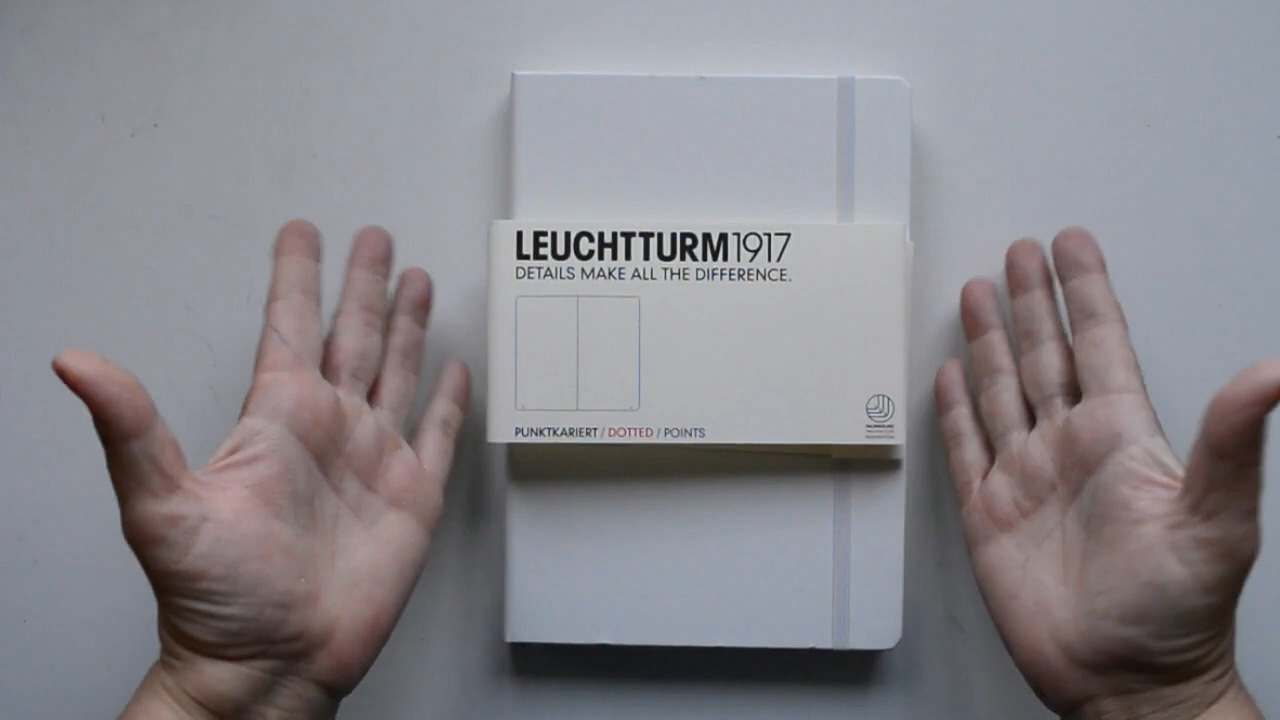 LEUCHTTURM1917
DETAILS MAKE ALL THE DIFFERENCE.
PUNKTKARIERT / DOTTED / POINTS